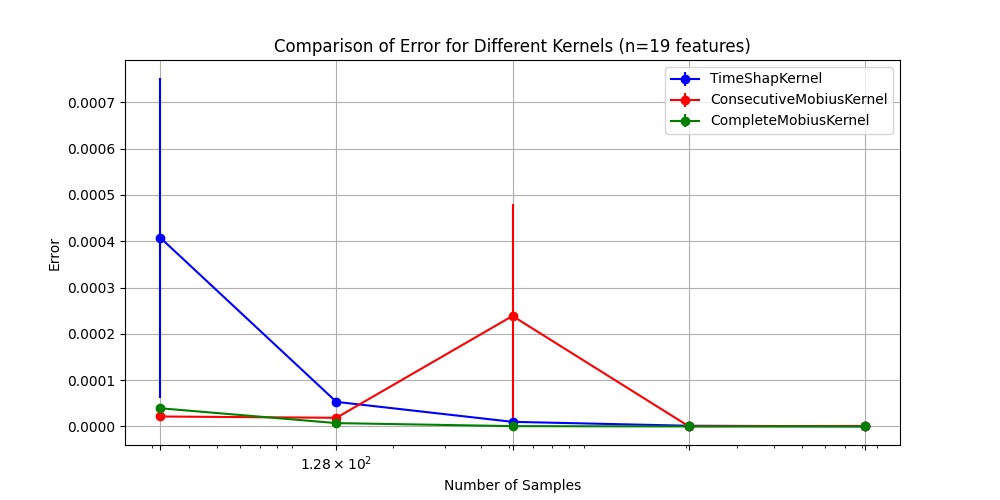 Comparison of Error for Different Kernels (n=19 features)
TimeShapKernel
ConsecutiveMobiusKernel
CompleteMobiusKernel
0.0007
0.0006
0.0005
0.0004
0.0003
0.0002
0.0001
0.0000
Error
1.28 × 10²
Number of Samples